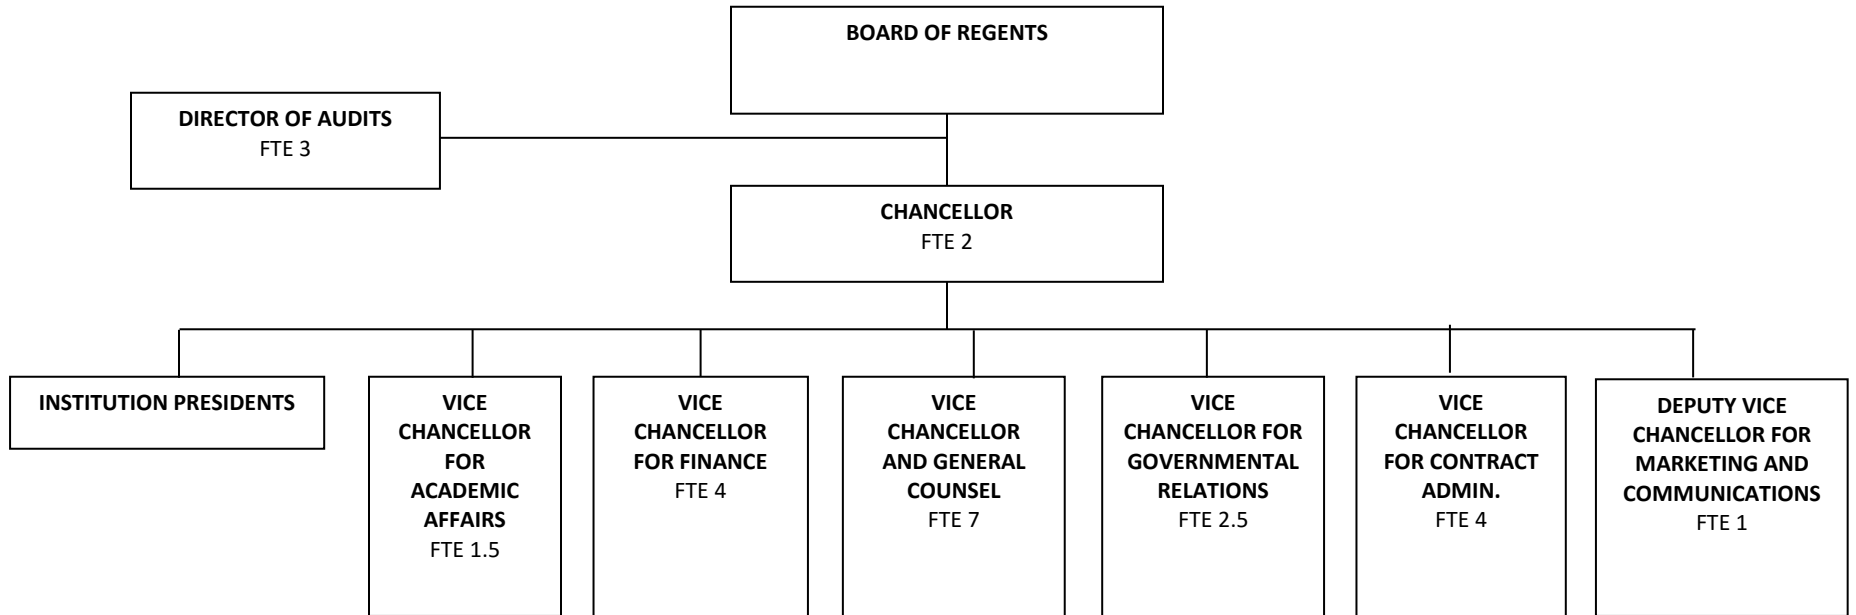 BOARD OF REGENTS
DIRECTOR OF AUDITS
FTE 3
CHANCELLOR
FTE 2
INSTITUTION PRESIDENTS
VICE
CHANCELLOR
FOR
ACADEMIC
AFFAIRS
FTE 1.5
VICE
CHANCELLOR
FOR FINANCE
FTE 4
VICE
CHANCELLOR
AND GENERAL
COUNSEL
FTE 7
VICE
CHANCELLOR FOR
GOVERNMENTAL
RELATIONS
FTE 2.5
VICE
CHANCELLOR
FOR CONTRACT
ADMIN.
FTE 4
DEPUTY VICE
CHANCELLOR FOR
MARKETING AND
COMMUNICATIONS
FTE 1